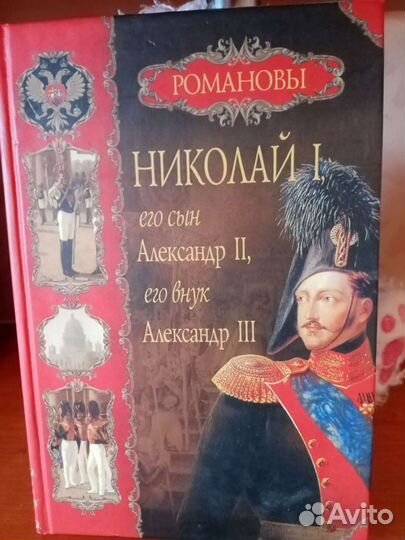 РОМАНОВЫ
НИКОЛАЙ I,
его сын
Александр II,
его внук
Александр III
Avito